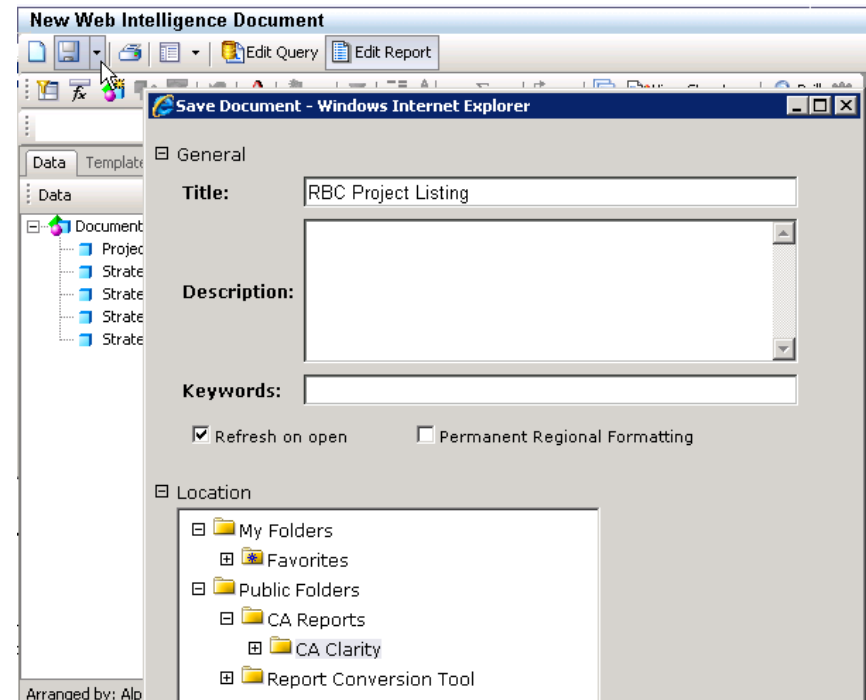 New Web Intelligence Document
Edit Query Edit Report
Save Document - Windows Internet Explorer
Data
Data
Document
General
Title: RBC Project Listing
Description:
Keywords:
Refresh on open Permanent Regional Formatting
Location
My Folders
Favorites
Public Folders
CA Reports
CA Clarity
Report Conversion Tool
Arranged by: Alp